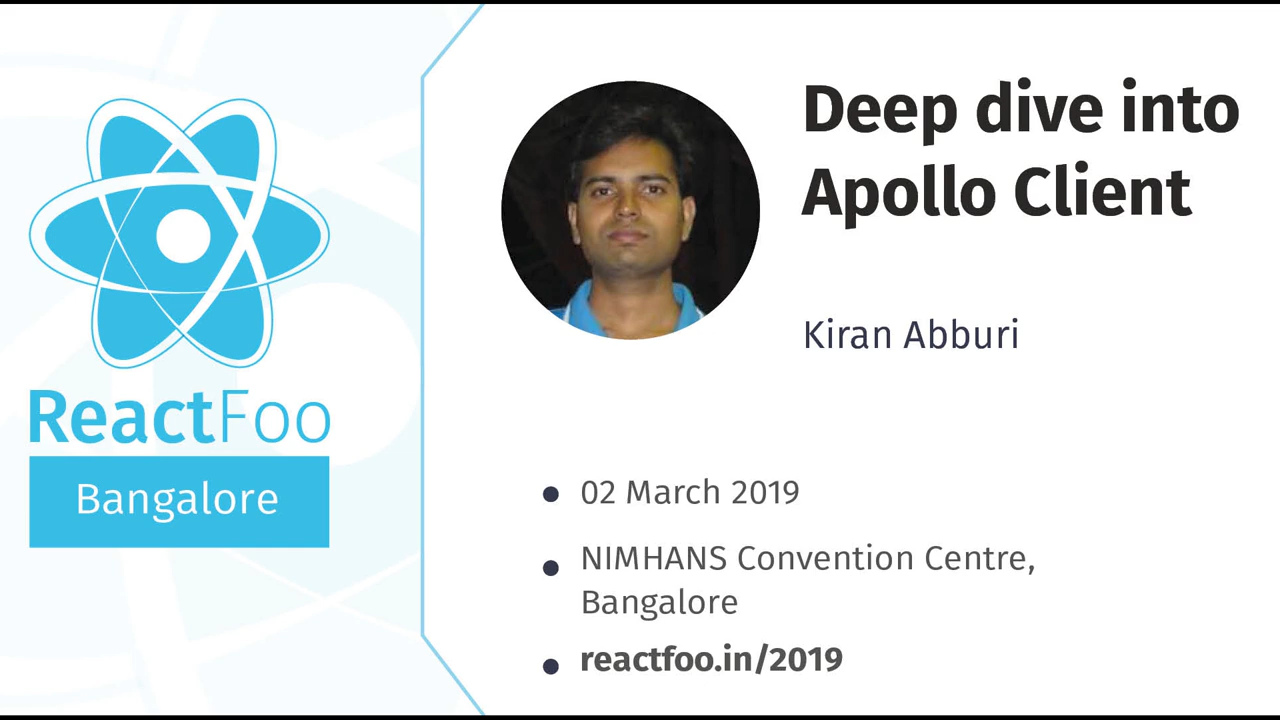 ReactFoo
Bangalore
Deep dive into
Apollo Client
Kiran Abburi
02 March 2019
NIMHANS Convention Centre,
Bangalore
reactfoo.in/2019